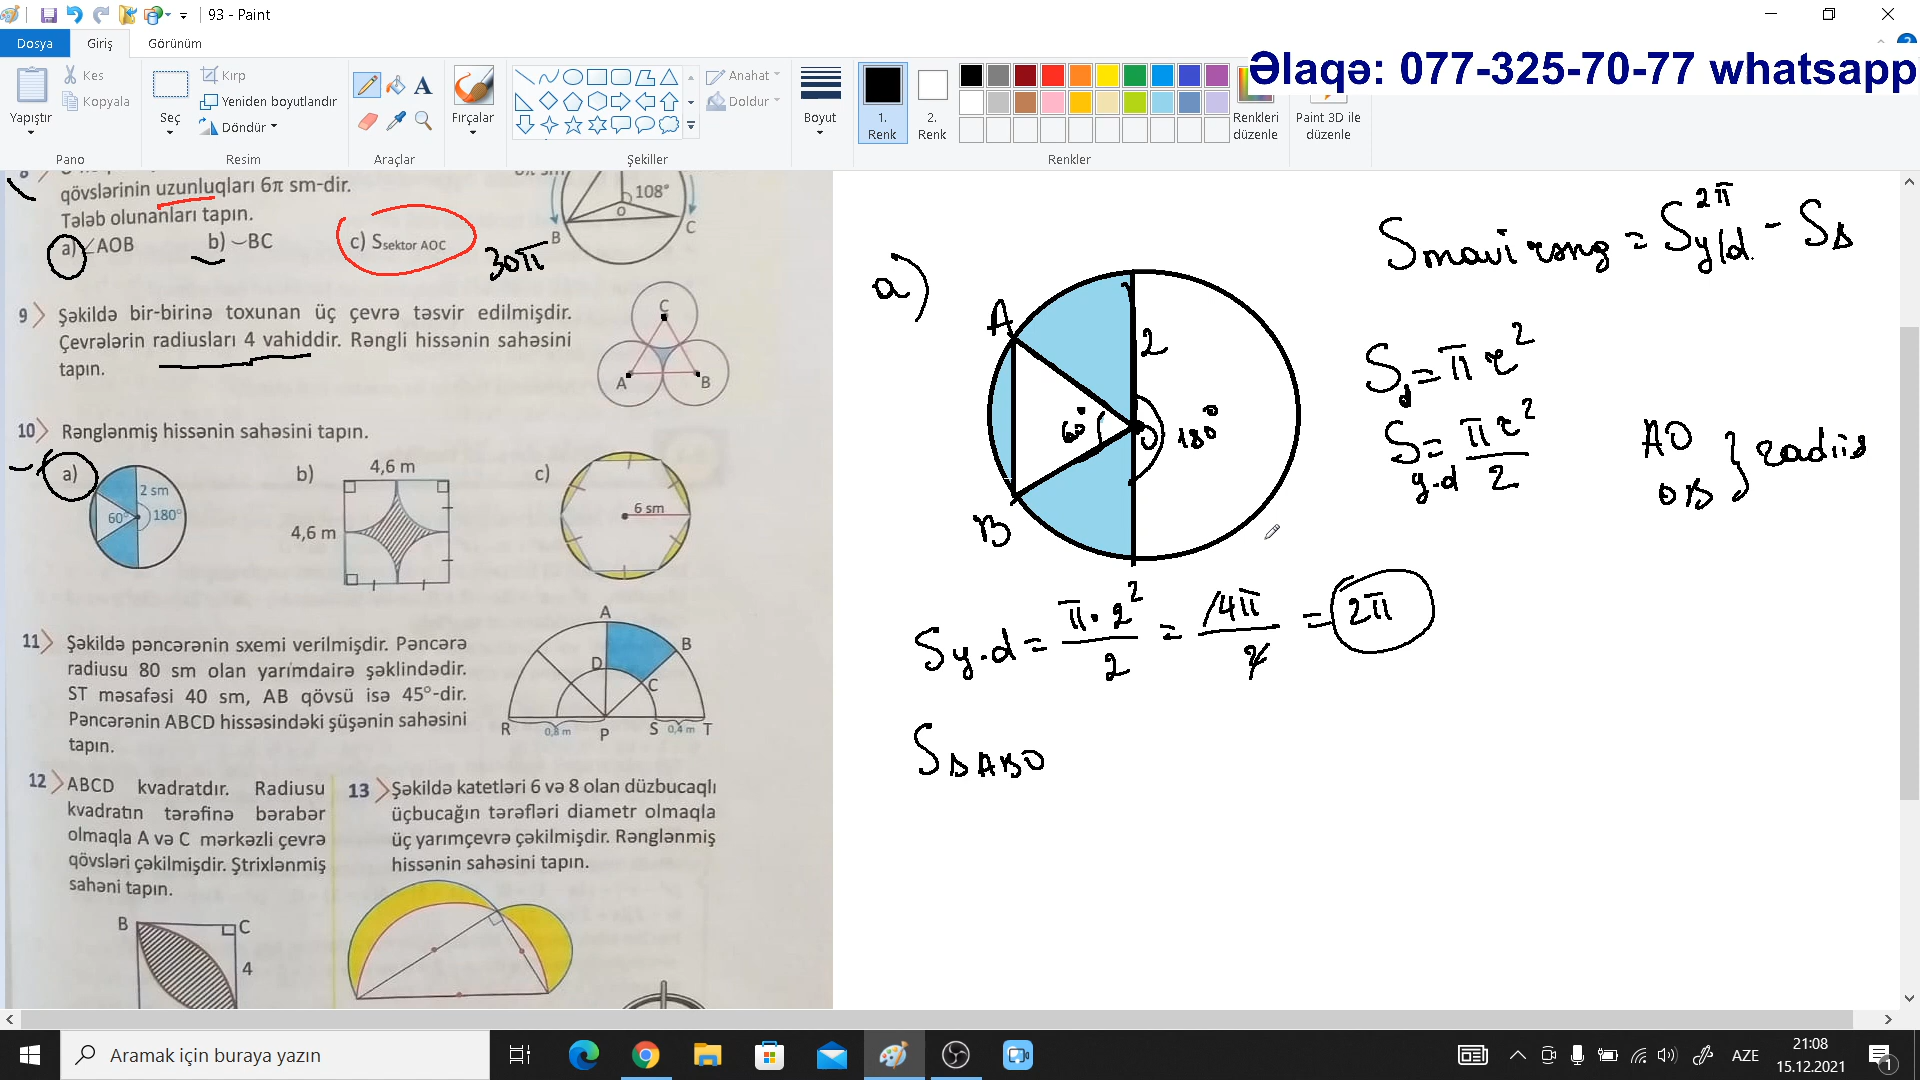 93 - Paint
Dosya
Giriş
Görünüm
Əlaqə: 077-325-70-77 whatsapp
Yapıştır
Kes
Kopyala
Pano
Seç
Kırp
Yeniden boyutlandır
Döndür
Resim
A
Araçlar
Fırçalar
Şekiller
Anahat
Doldur
Boyut
1. Renk
2. Renk
Renkleri düzenle
Paint 3D ile düzenle
Renkler
qövslərinin uzunluqları 6π sm-dir.
Tələb olunanları tapın.
a) ∠AOB b) ⌣BC c) Ssektor AOC
30π
108°
O
B
C
9 Şəkildə bir-birinə toxunan üç çevrə təsvir edilmişdir.
Çevrələrin radiusları 4 vahiddir. Rəngli hissənin sahəsini
tapın.
C
A
B
10 Rənglənmiş hissənin sahəsini tapın.
a)
2 sm
60°
180°
b)
4,6 m
4,6 m
c)
6 sm
11 Şəkildə pəncərənin sxemi verilmişdir. Pəncərə
radiusu 80 sm olan yarımdairə şəklindədir.
ST məsafəsi 40 sm, AB qövsü isə 45°-dir.
Pəncərənin ABCD hissəsindəki şüşənin sahəsini
tapın.
A
B
D
C
R
0,8 m
P
S
0,4 m
T
12 ABCD kvadratdır. Radiusu
kvadratın tərəfinə bərabər
olmaqla A və C mərkəzli çevrə
qövsləri çəkilmişdir. Ştrixlənmiş
sahəni tapın.
B
C
4
13 Şəkildə katetləri 6 və 8 olan düzbucaqlı
üçbucağın tərəfləri diametr olmaqla
üç yarımçevrə çəkilmişdir. Rənglənmiş
hissənin sahəsini tapın.
a)
A
B
2
60°
O
180°
2π
Smavi rəng = Sy/d. - SΔ
Sd = πr²
Sy.d = πr²/2
AO
OB } radiis
Sy.d = π·2²/2 = 4π/2 = 2π
SΔABO
Aramak için buraya yazın
AZE
21:08
15.12.2021
1